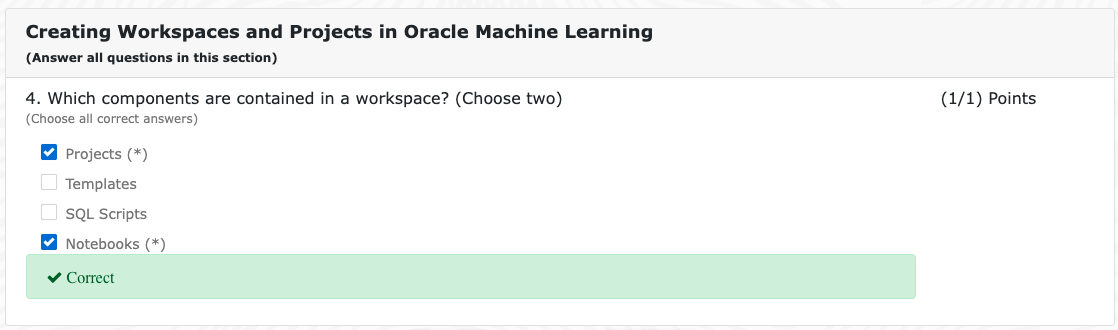 Creating Workspaces and Projects in Oracle Machine Learning
(Answer all questions in this section)
4. Which components are contained in a workspace? (Choose two)
(1/1) Points
(Choose all correct answers)
Projects (*)
Templates
SQL Scripts
Notebooks (*)
Correct